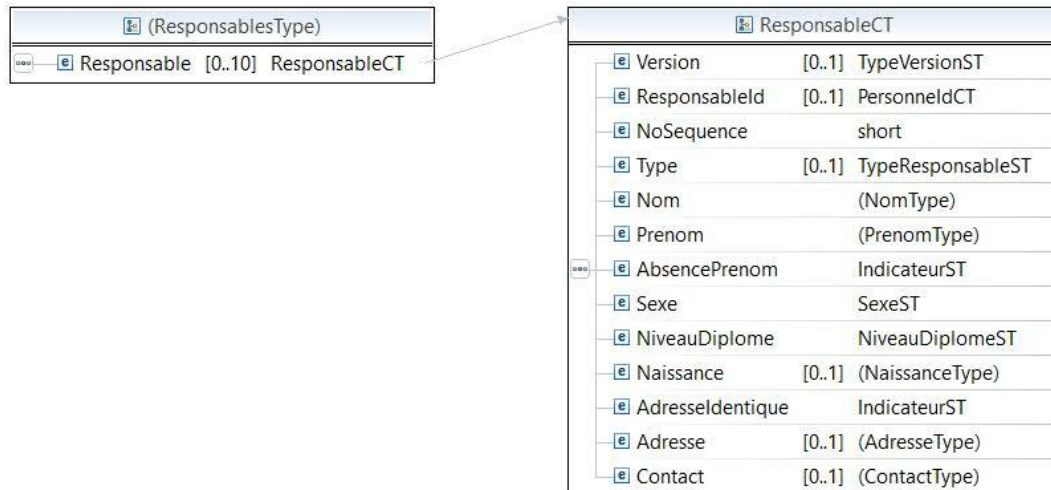 (ResponsablesType)
Responsable [0..10] ResponsableCT
ResponsableCT
Version [0..1] TypeVersionST
ResponsableId [0..1] PersonneIdCT
NoSequence short
Type [0..1] TypeResponsableST
Nom (NomType)
Prenom (PrenomType)
AbsencePrenom IndicateurST
Sexe SexeST
NiveauDiplome NiveauDiplomeST
Naissance [0..1] (NaissanceType)
AdresseIdentique IndicateurST
Adresse [0..1] (AdresseType)
Contact [0..1] (ContactType)